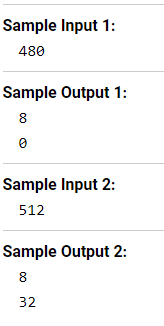 Sample Input 1:
480
Sample Output 1:
8
0
Sample Input 2:
512
Sample Output 2:
8
32